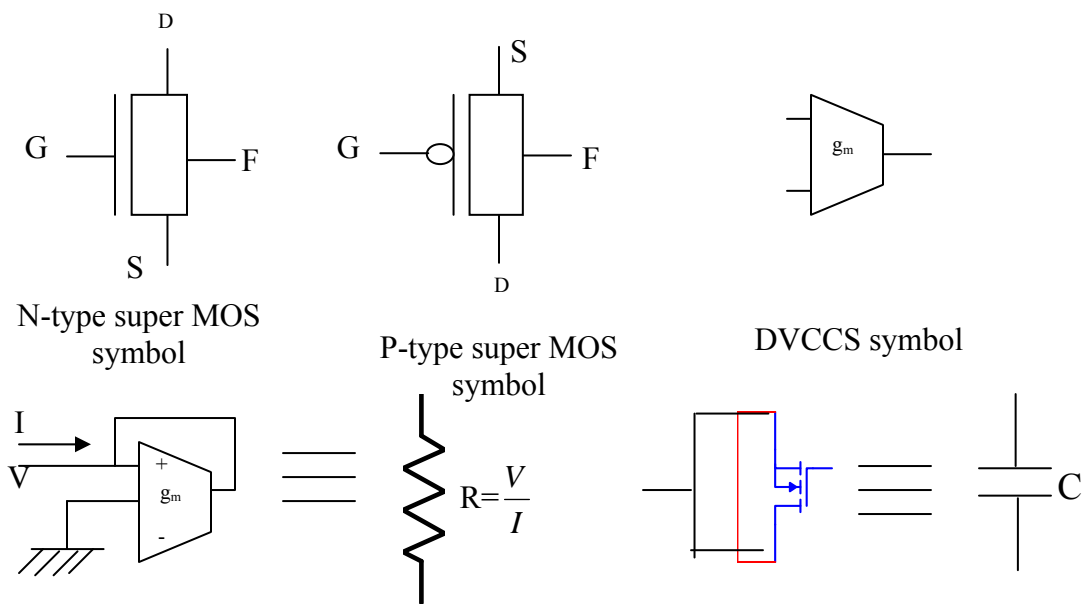 D
S
G
F
G
F
gm
S
D
N-type super MOS
symbol
P-type super MOS
symbol
DVCCS symbol
I
V
+
gm
-
R=V/I
C